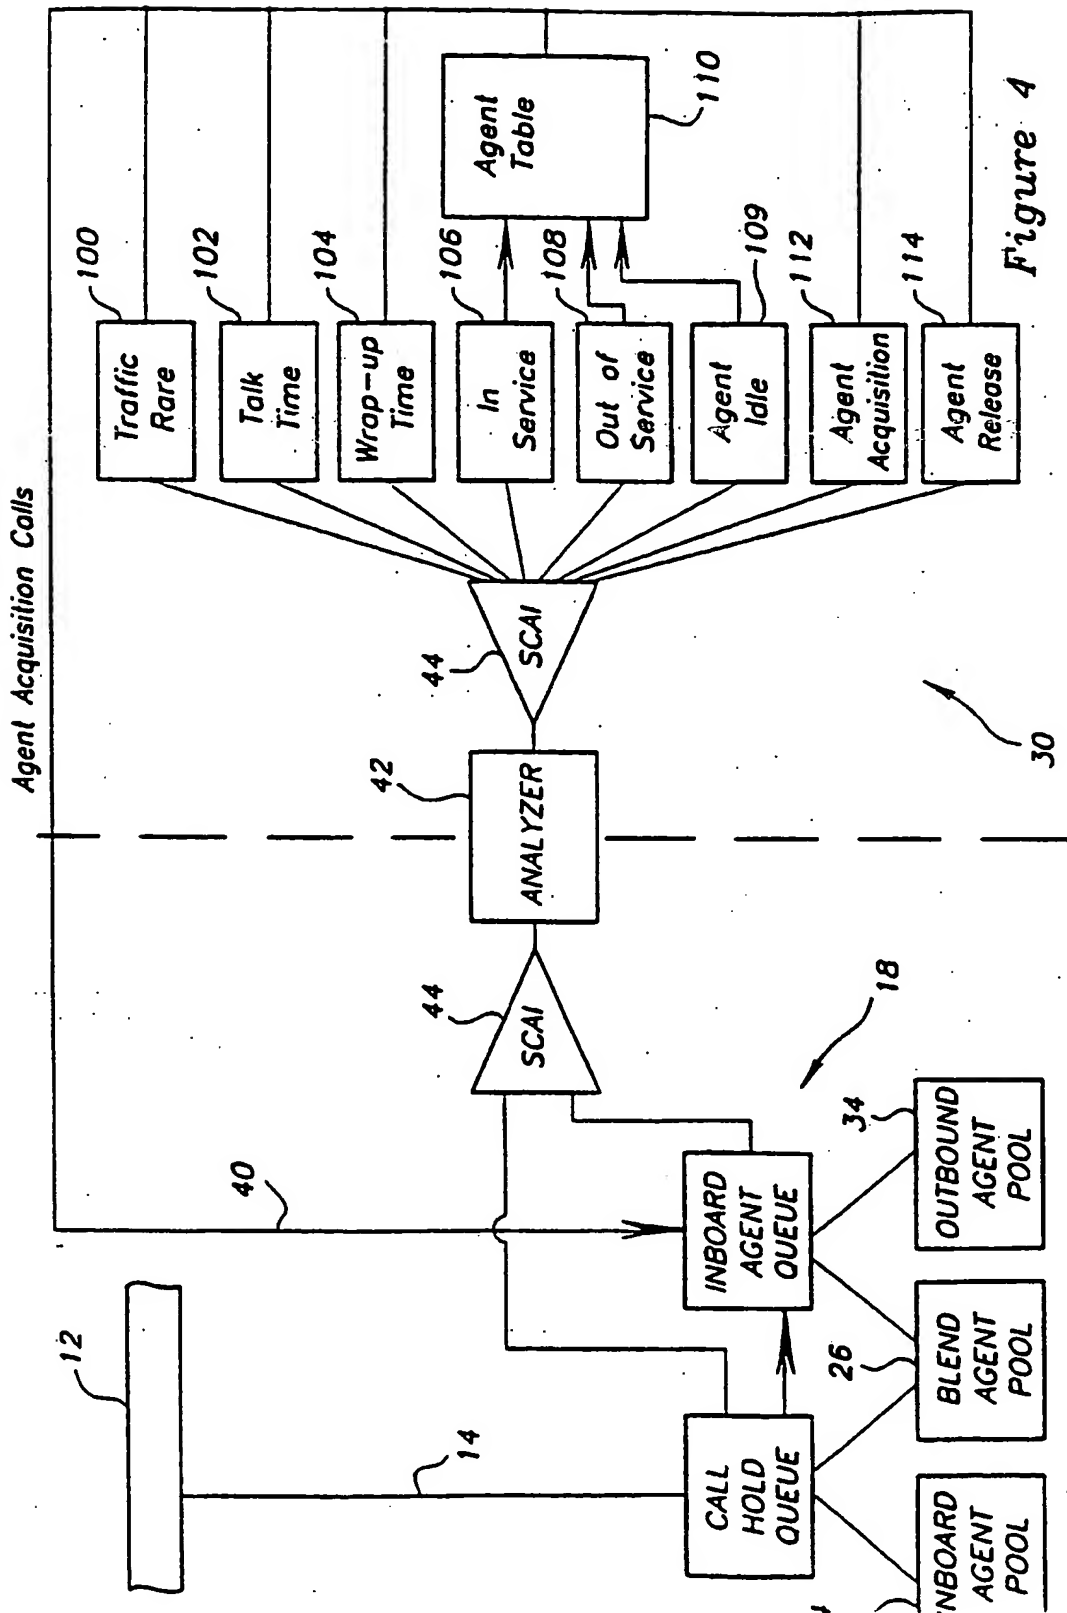 Agent Acquisition Calls
12
14
40
CALL
HOLD
QUEUE
INBOARD
AGENT
QUEUE
INBOARD
AGENT
POOL
26
BLEND
AGENT
POOL
34
OUTBOUND
AGENT
POOL
18
44
SCAI
42
ANALYZER
44
SCAI
30
100
Traffic
Rare
102
Talk
Time
104
Wrap-up
Time
106
In
Service
108
Out of
Service
109
Agent
Idle
112
Agent
Acquisition
114
Agent
Release
Agent
Table
110
Figure 4